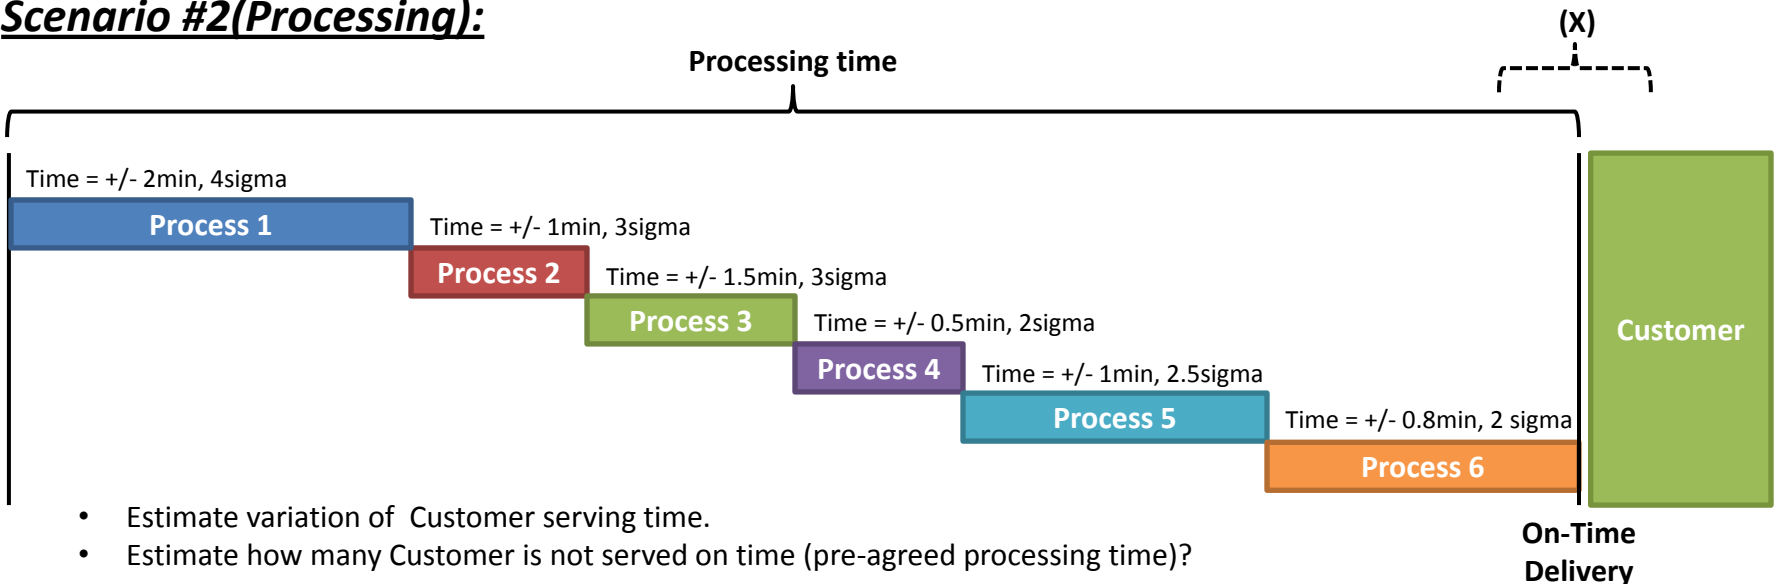 Scenario #2(Processing):
(X)
Processing time
Time = +/- 2min, 4sigma
Process 1
Time = +/- 1min, 3sigma
Process 2
Time = +/- 1.5min, 3sigma
Process 3
Time = +/- 0.5min, 2sigma
Process 4
Time = +/- 1min, 2.5sigma
Process 5
Time = +/- 0.8min, 2 sigma
Process 6
Customer
• Estimate variation of Customer serving time.
• Estimate how many Customer is not served on time (pre-agreed processing time)?
On-Time
Delivery